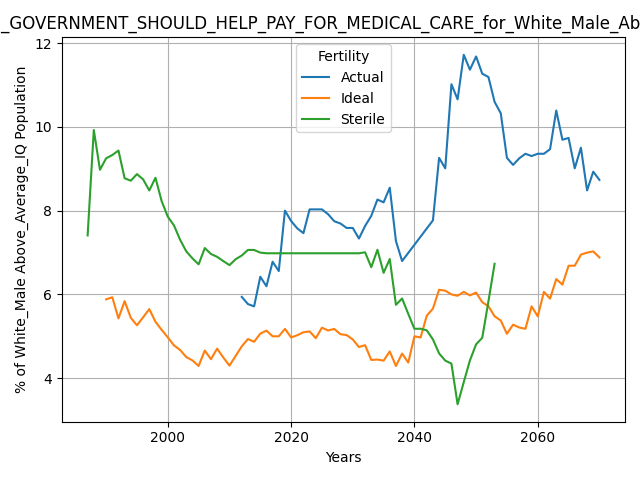 _GOVERNMENT_SHOULD_HELP_PAY_FOR_MEDICAL_CARE_for_White_Male_Ab
Fertility
Actual
Ideal
Sterile
% of White_Male Above_Average_IQ Population
12
10
8
6
4
2000
2020
2040
2060
Years